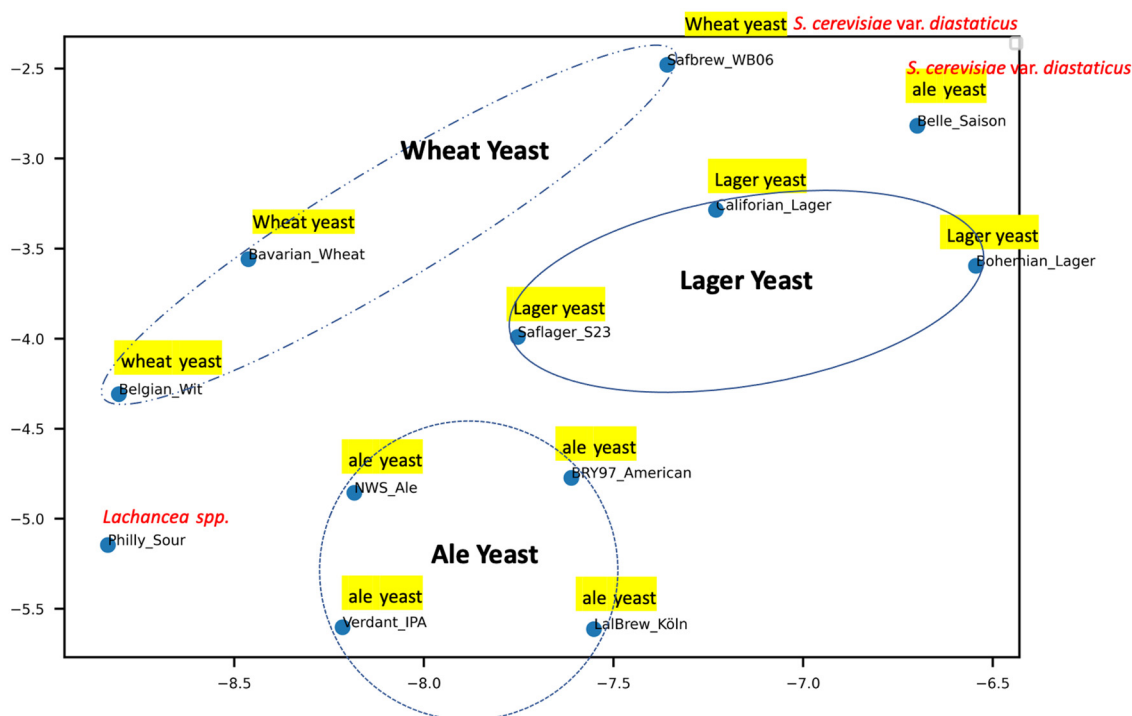 Wheat yeast S. cerevisiae var. diastaticus
Safbrew_WB06
S. cerevisiae var. diastaticus
ale yeast
Belle_Saison
Wheat Yeast
Lager yeast
Califorian_Lager
Wheat yeast
Bavarian_Wheat
Lager yeast
Bohemian_Lager
Lager Yeast
Lager yeast
Saflager_S23
wheat yeast
Belgian_Wit
ale yeast
NWS_Ale
ale yeast
BRY97_American
Lachancea spp.
Philly_Sour
Ale Yeast
ale yeast
Verdant_IPA
ale yeast
LalBrew_Köln
−2.5
−3.0
−3.5
−4.0
−4.5
−5.0
−5.5
−8.5
−8.0
−7.5
−7.0
−6.5